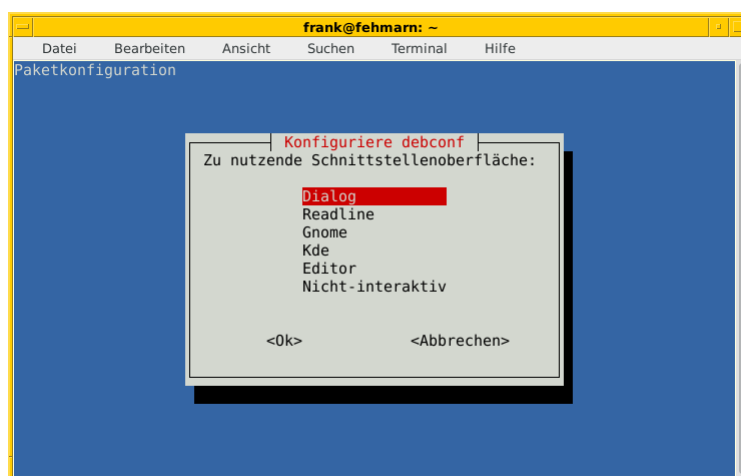 frank@fehmarn: ~
Datei Bearbeiten Ansicht Suchen Terminal Hilfe
Paketkonfiguration
Konfiguriere debconf
Zu nutzende Schnittstellenoberfläche:
Dialog
Readline
Gnome
Kde
Editor
Nicht-interaktiv
<Ok> <Abbrechen>